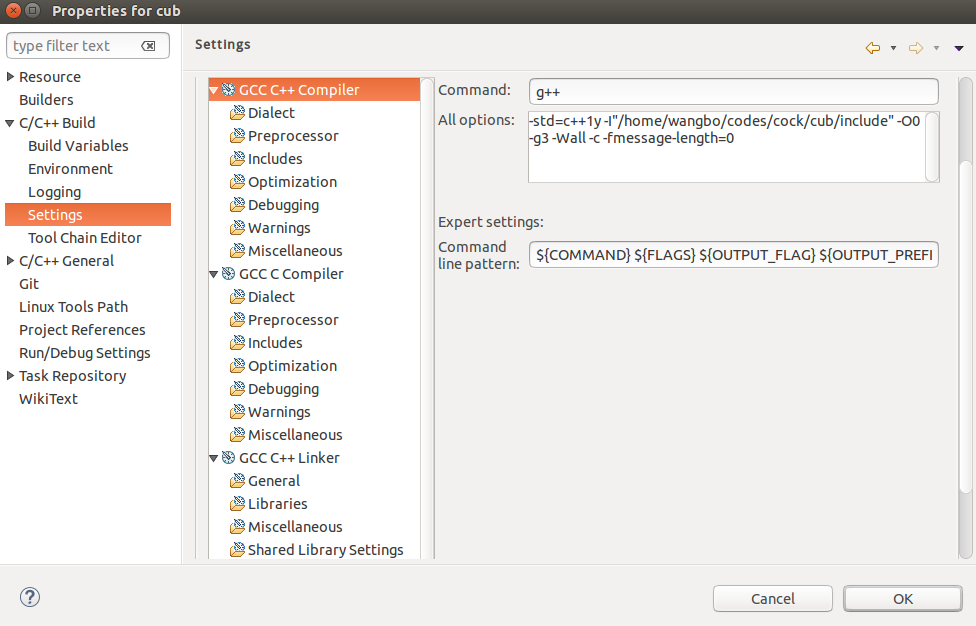 Properties for cub
type filter text
Resource
Builders
C/C++ Build
Build Variables
Environment
Logging
Settings
Tool Chain Editor
C/C++ General
Git
Linux Tools Path
Project References
Run/Debug Settings
Task Repository
WikiText
Settings
GCC C++ Compiler
Dialect
Preprocessor
Includes
Optimization
Debugging
Warnings
Miscellaneous
GCC C Compiler
Dialect
Preprocessor
Includes
Optimization
Debugging
Warnings
Miscellaneous
GCC C++ Linker
General
Libraries
Miscellaneous
Shared Library Settings
Command: g++
All options: -std=c++1y -I"/home/wangbo/codes/cock/cub/include" -O0
-g3 -Wall -c -fmessage-length=0
Expert settings:
Command
line pattern: ${COMMAND} ${FLAGS} ${OUTPUT_FLAG} ${OUTPUT_PREFI
?
Cancel
OK